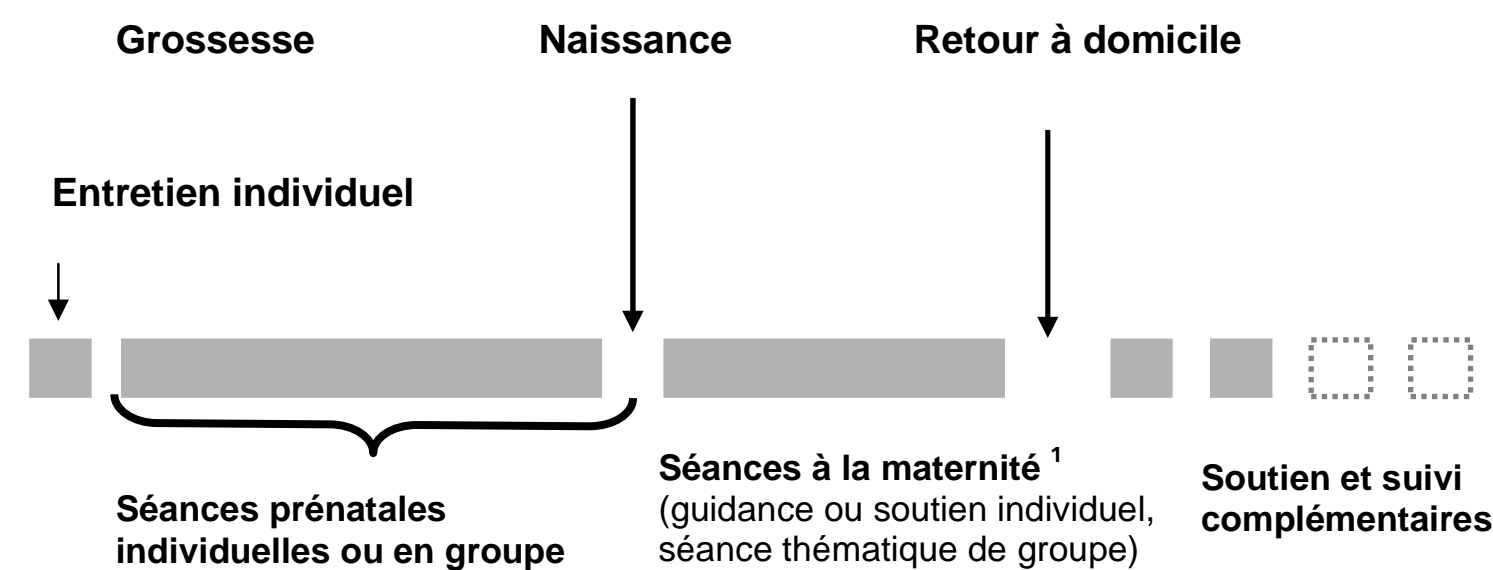 Grossesse
Naissance
Retour à domicile
Entretien individuel
Séances prénatales
individuelles ou en groupe
Séances à la maternité ¹
(guidance ou soutien individuel,
séance thématique de groupe)
Soutien et suivi
complémentaires